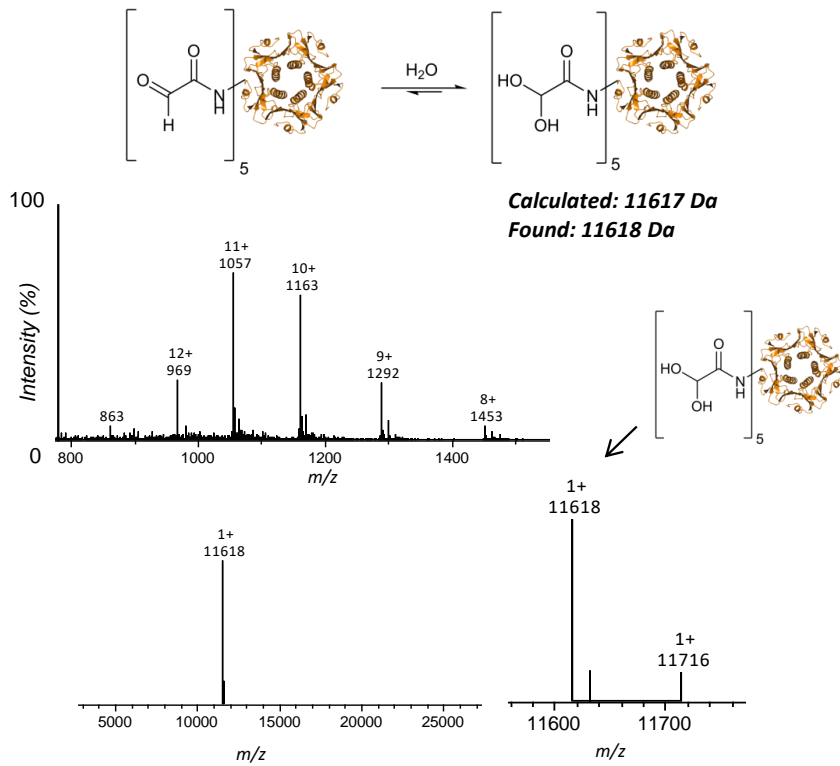 O
O
H
N
H
5
H₂O
HO
OH
O
N
H
5
Calculated: 11617 Da
Found: 11618 Da
100
Intensity (%)
0
863
12+
969
11+
1057
10+
1163
9+
1292
8+
1453
800
1000
1200
1400
m/z
HO
OH
O
N
H
5
1+
11618
5000
10000
15000
20000
25000
m/z
1+
11618
1+
11716
11600
11700
m/z